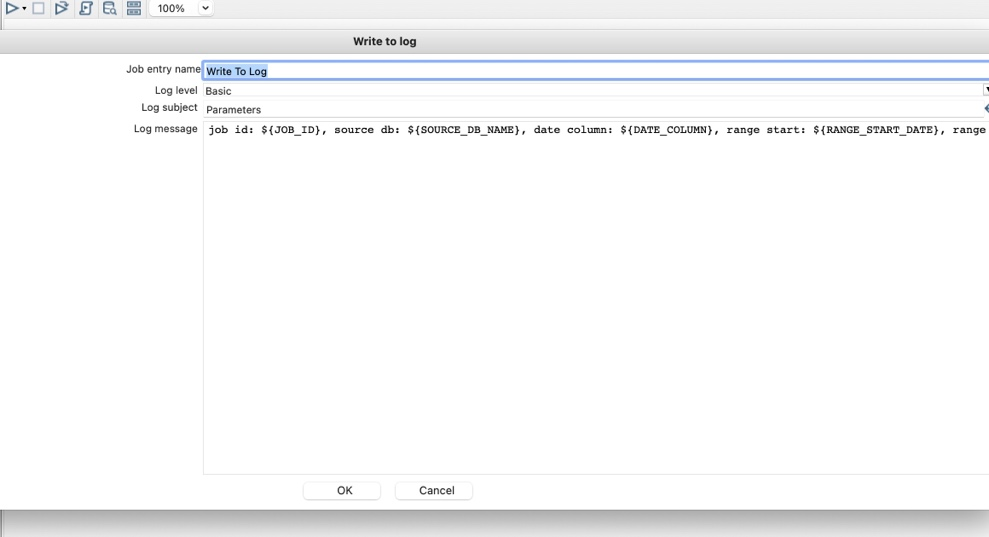 100%
Write to log
Job entry name Write To Log
Log level Basic
Log subject Parameters
Log message job id: ${JOB_ID}, source db: ${SOURCE_DB_NAME}, date column: ${DATE_COLUMN}, range start: ${RANGE_START_DATE}, range
OK Cancel